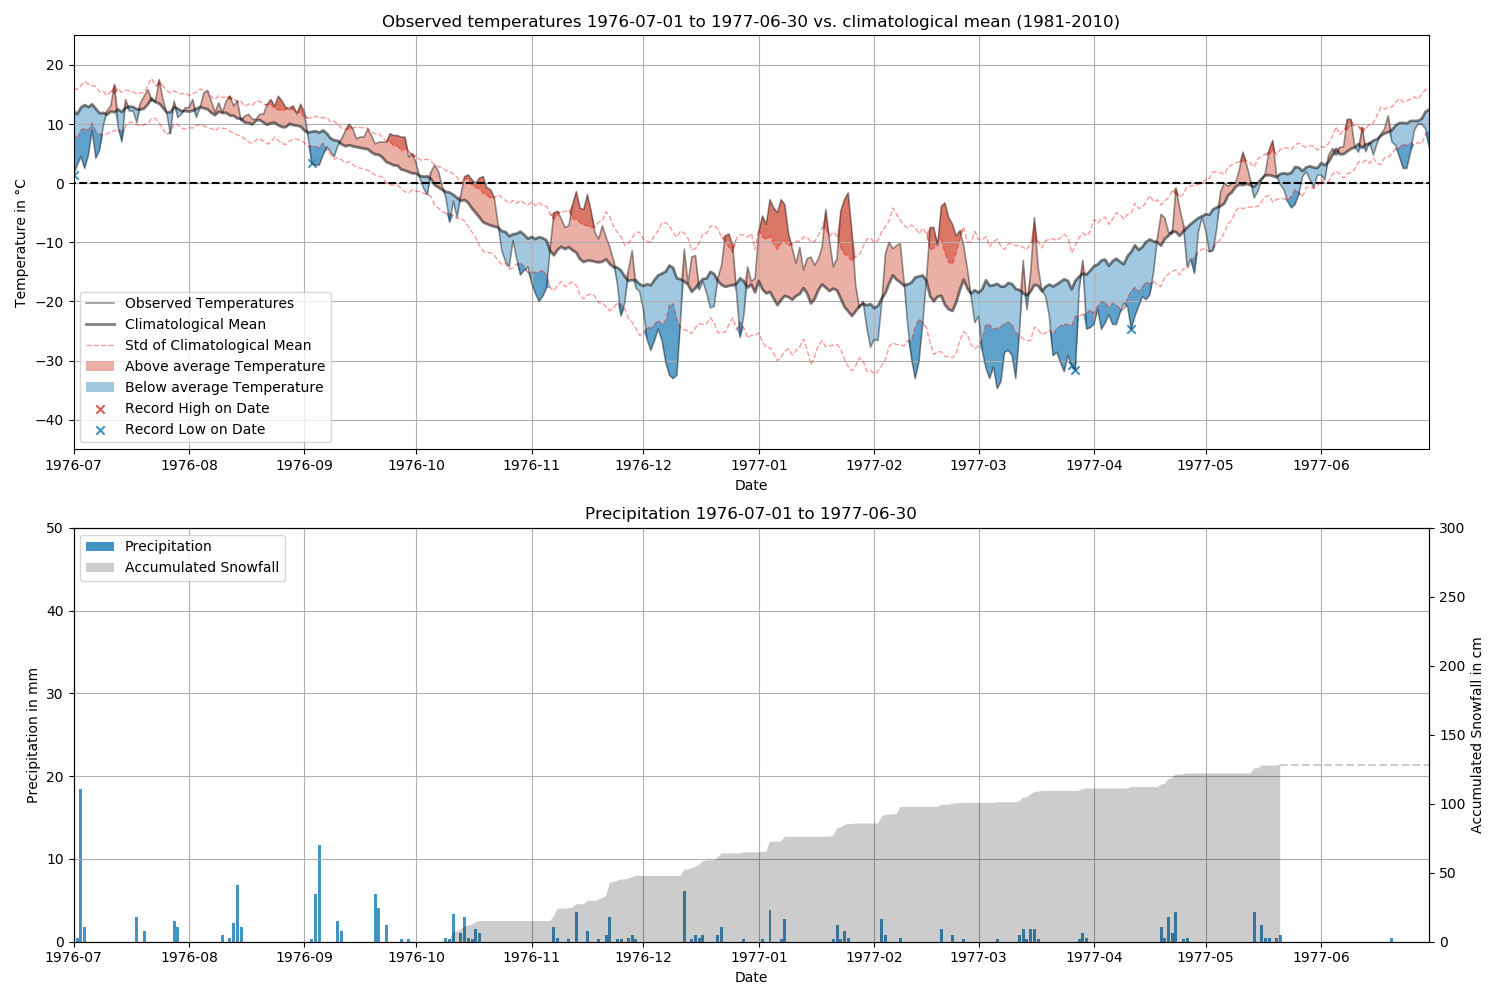 Observed temperatures 1976-07-01 to 1977-06-30 vs. climatological mean (1981-2010)
Temperature in °C
20
10
0
−10
−20
−30
−40
Observed Temperatures
Climatological Mean
Std of Climatological Mean
Above average Temperature
Below average Temperature
Record High on Date
Record Low on Date
1976-07 1976-08 1976-09 1976-10 1976-11 1976-12 1977-01 1977-02 1977-03 1977-04 1977-05 1977-06
Date
Precipitation 1976-07-01 to 1977-06-30
Precipitation in mm
50
40
30
20
10
0
Precipitation
Accumulated Snowfall
300
250
200
150
100
50
0
Accumulated Snowfall in cm
1976-07 1976-08 1976-09 1976-10 1976-11 1976-12 1977-01 1977-02 1977-03 1977-04 1977-05 1977-06
Date